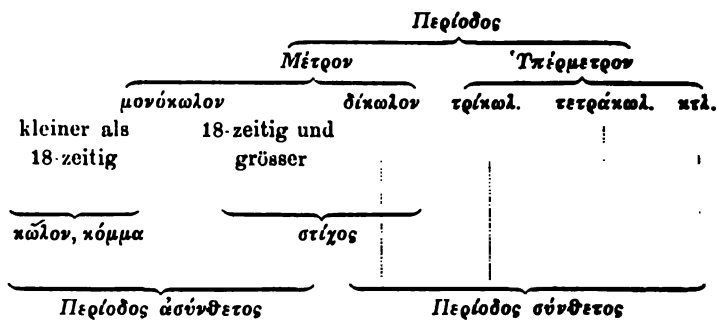 Περίοδος
Μέτρον Ὑπέρμετρον
μονόκωλον δίκωλον τρίκωλ. τετράκωλ. κτλ.
kleiner als 18-zeitig und
18-zeitig grösser
κῶλον, κόμμα στίχος
Περίοδος ἀσύνθετος Περίοδος σύνθετος